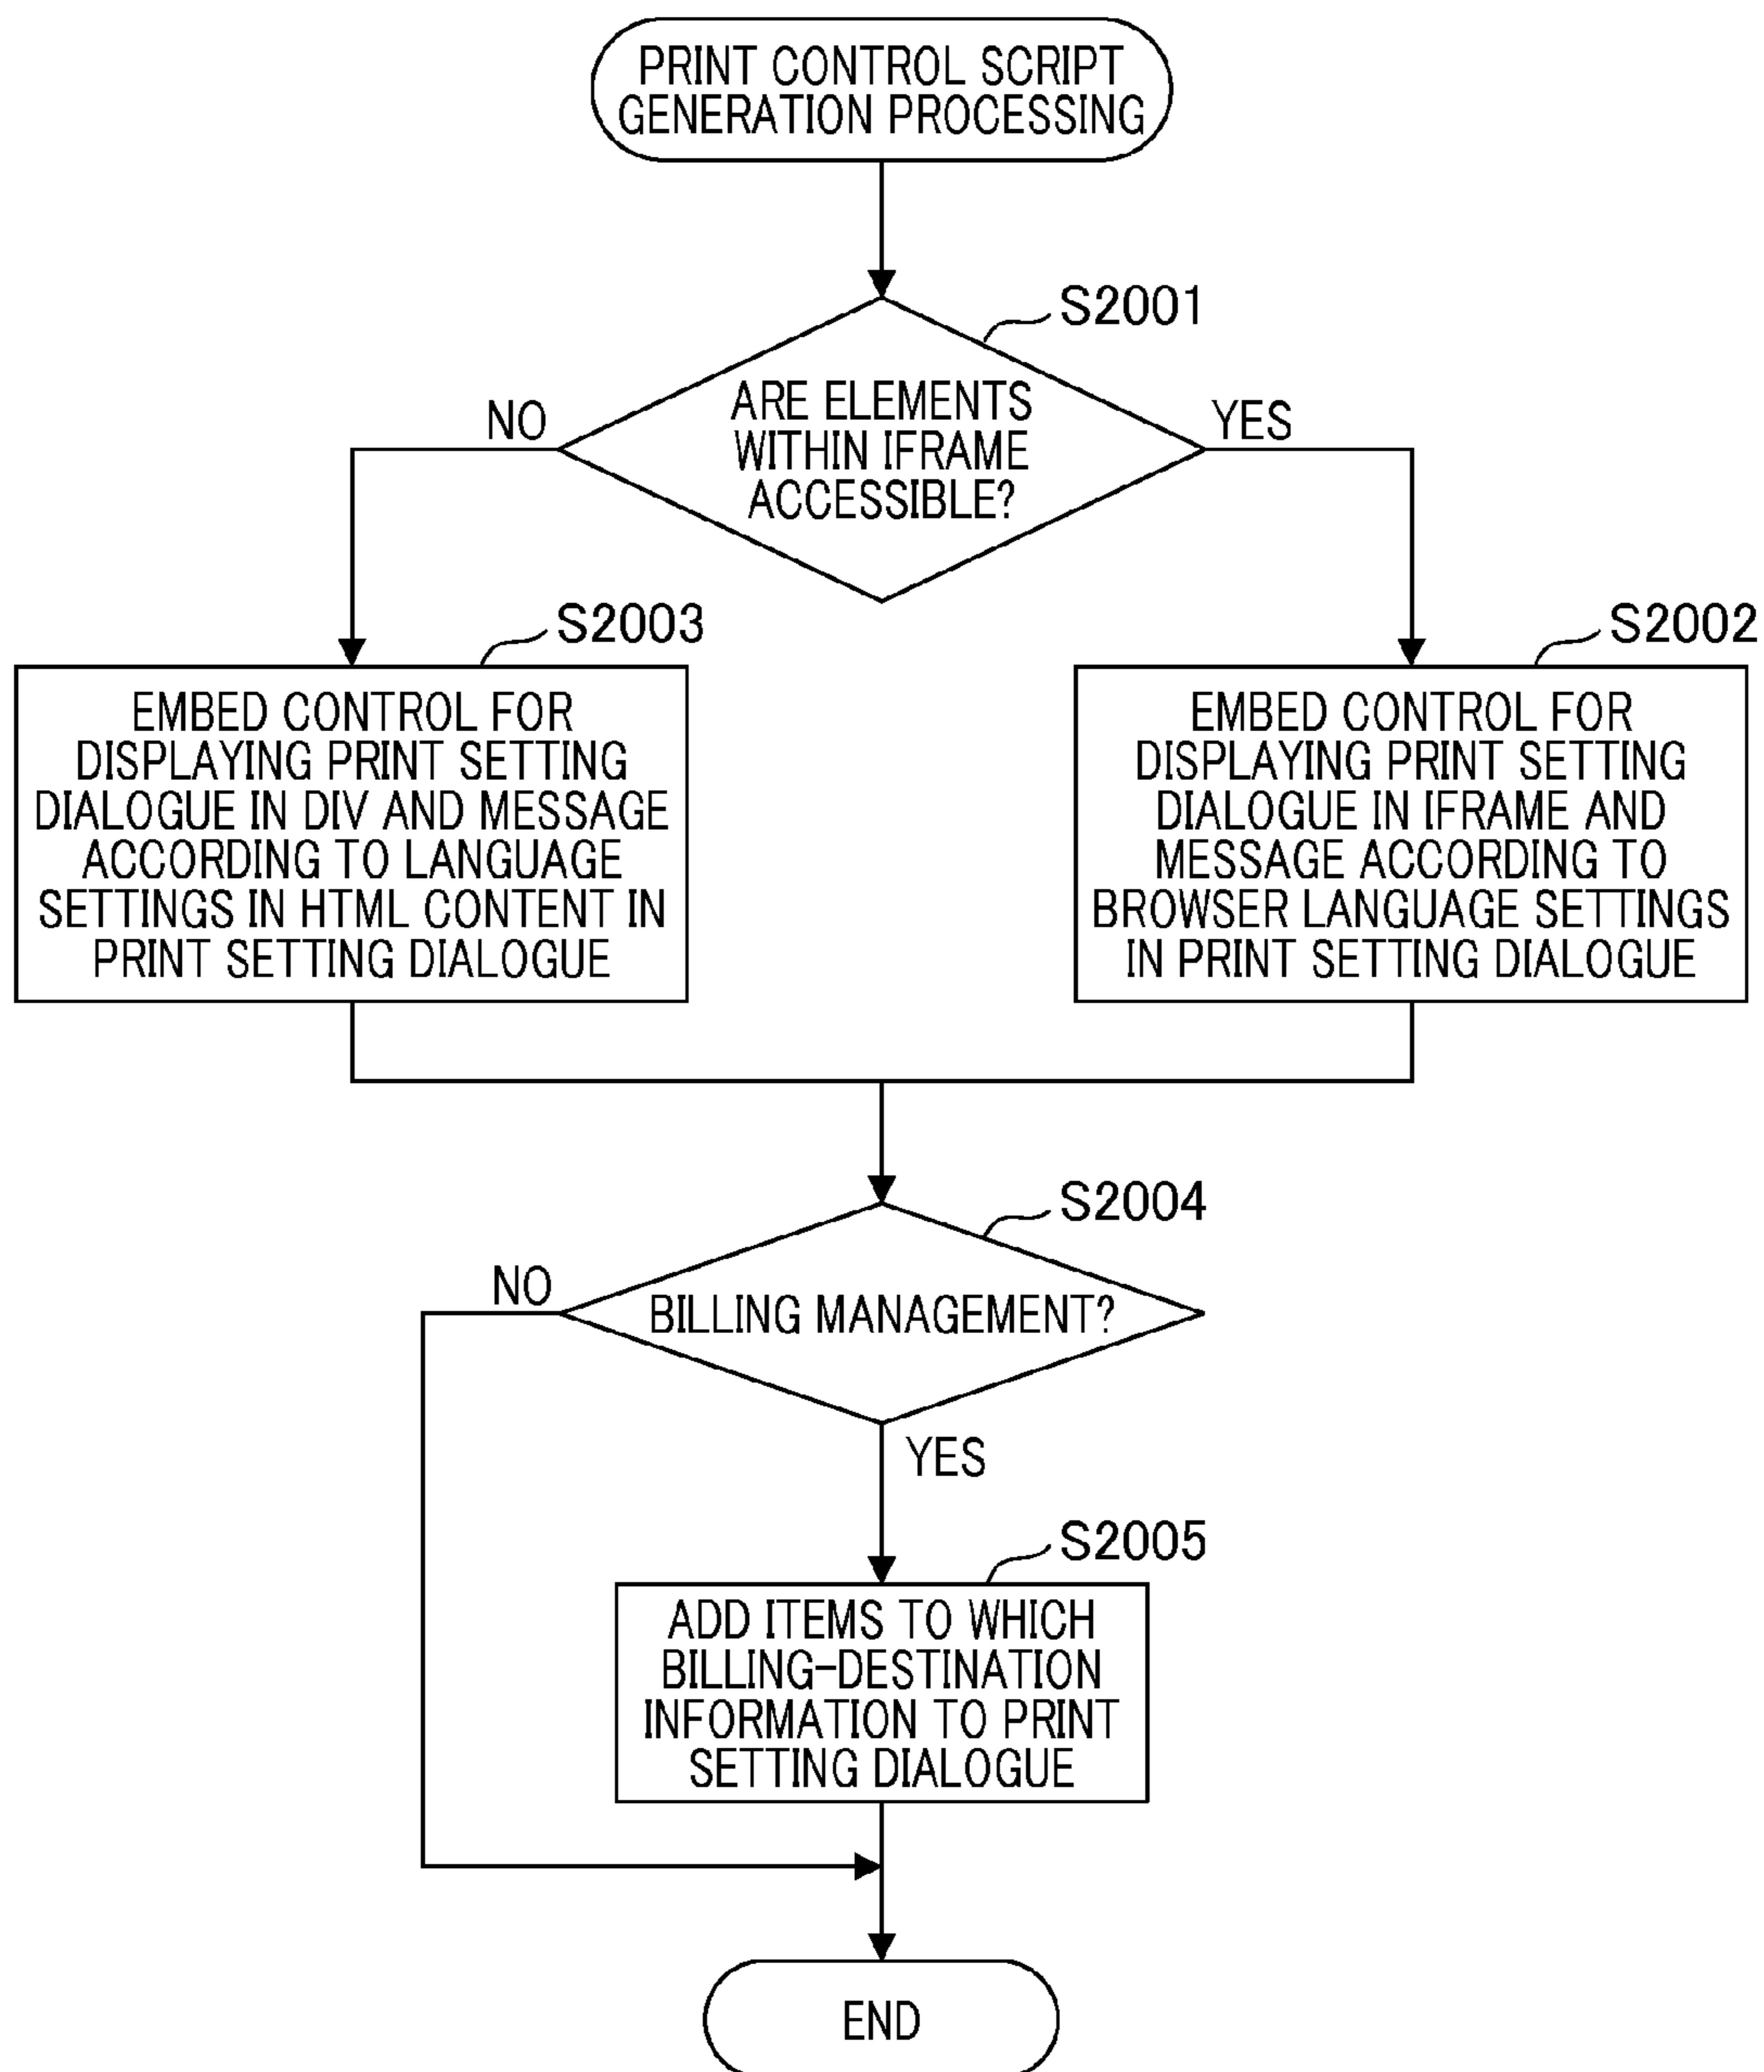 PRINT CONTROL SCRIPT
GENERATION PROCESSING
S2001
ARE ELEMENTS
WITHIN IFRAME
ACCESSIBLE?
NO
YES
S2003
EMBED CONTROL FOR
DISPLAYING PRINT SETTING
DIALOGUE IN DIV AND MESSAGE
ACCORDING TO LANGUAGE
SETTINGS IN HTML CONTENT IN
PRINT SETTING DIALOGUE
S2002
EMBED CONTROL FOR
DISPLAYING PRINT SETTING
DIALOGUE IN IFRAME AND
MESSAGE ACCORDING TO
BROWSER LANGUAGE SETTINGS
IN PRINT SETTING DIALOGUE
S2004
NO
BILLING MANAGEMENT?
YES
S2005
ADD ITEMS TO WHICH
BILLING-DESTINATION
INFORMATION TO PRINT
SETTING DIALOGUE
END